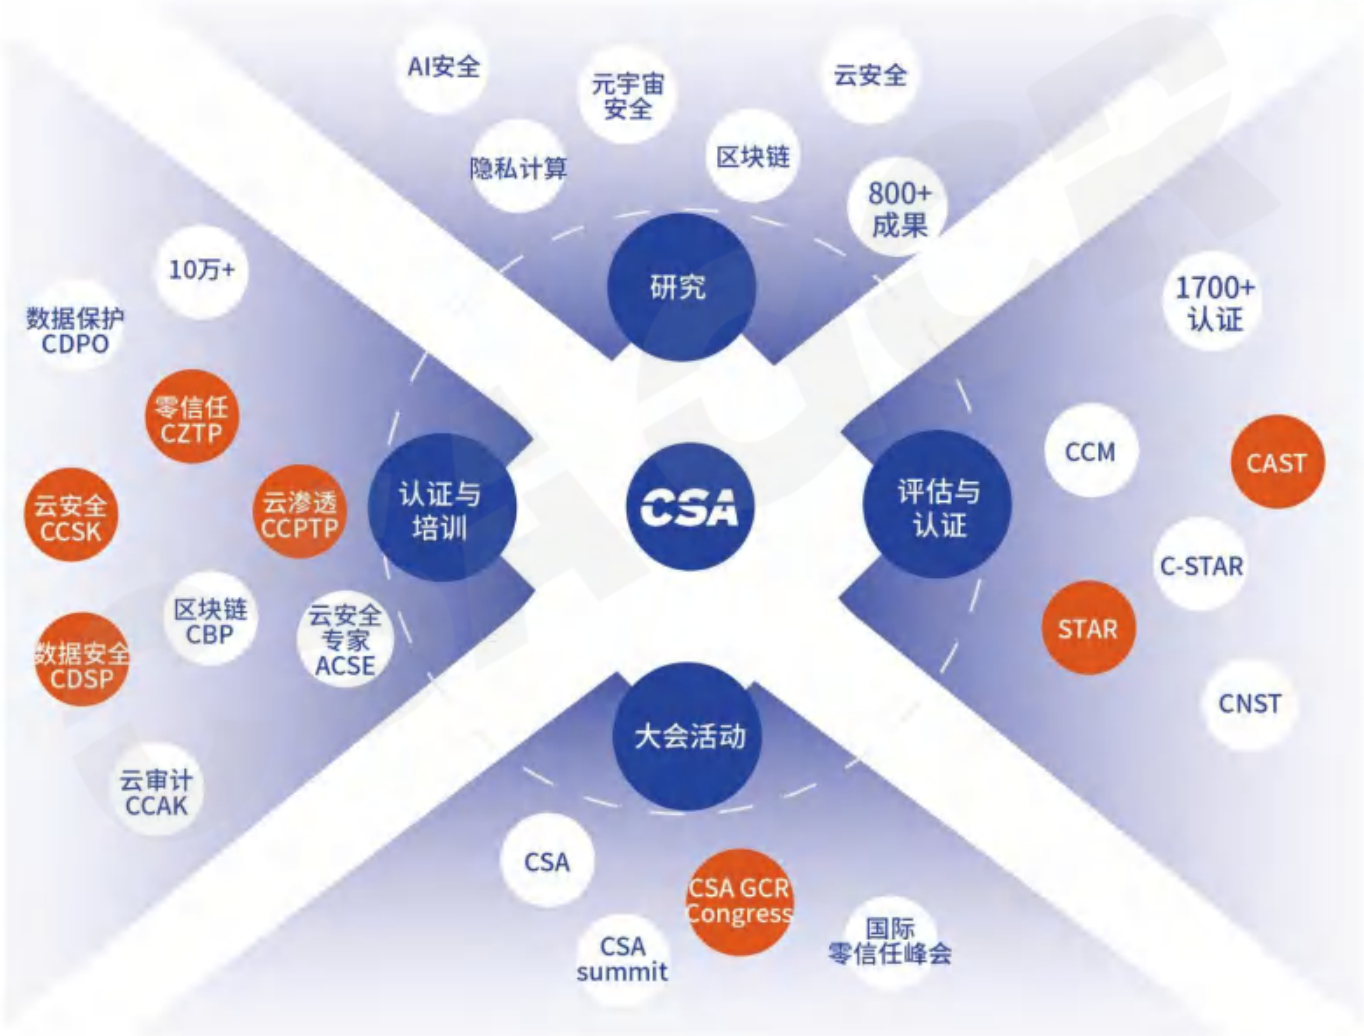 AI安全
元宇宙
安全
云安全
隐私计算
区块链
800+
成果
研究
10万+
数据保护
CDPO
零信任
CZTP
云安全
CCSK
云渗透
CCPTP
认证与
培训
区块链
CBP
云安全
专家
ACSE
数据安全
CDSP
云审计
CCAK
CSA
评估与
认证
1700+
认证
CCM
CAST
C-STAR
STAR
CNST
大会活动
CSA
CSA GCR
Congress
CSA
summit
国际
零信任峰会